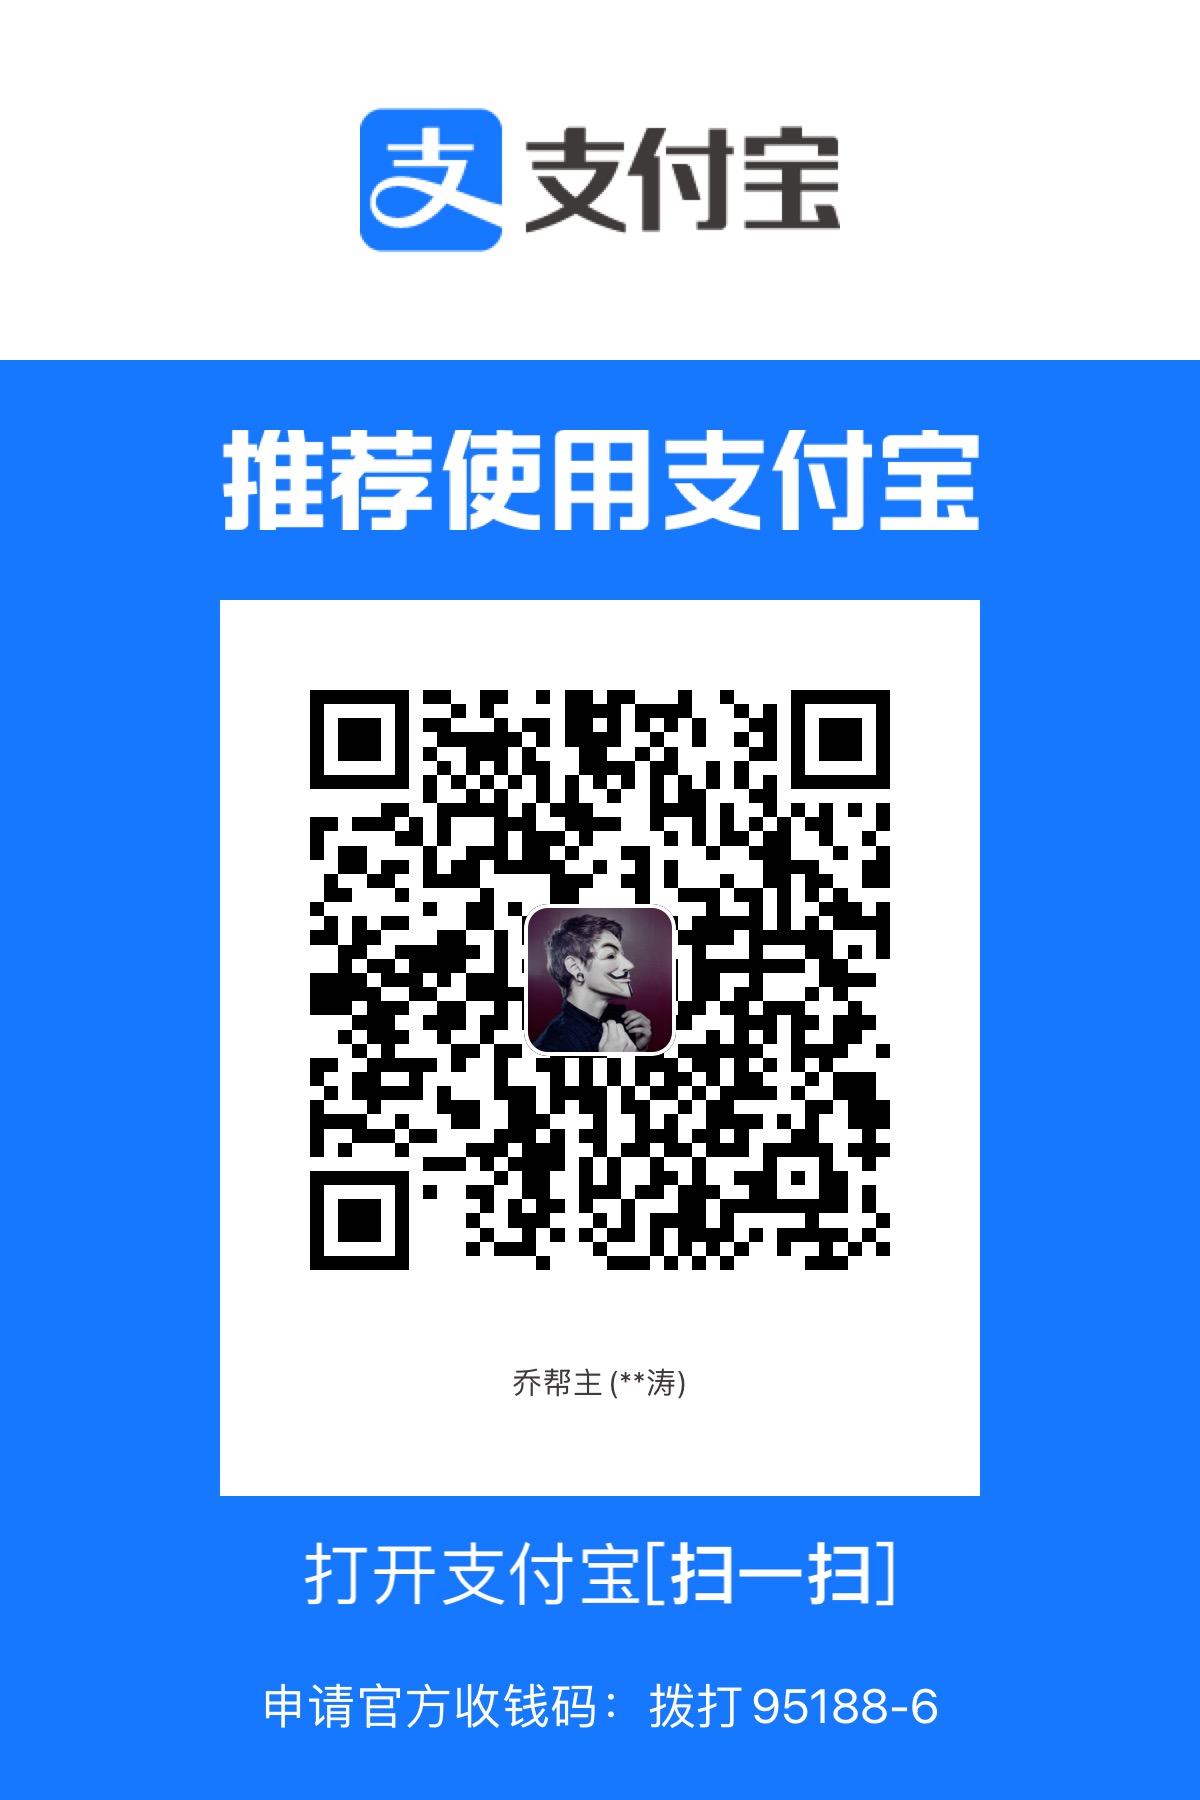 支 支付宝
推荐使用支付宝
乔帮主 (**涛)
打开支付宝[扫一扫]
申请官方收钱码：拨打 95188-6